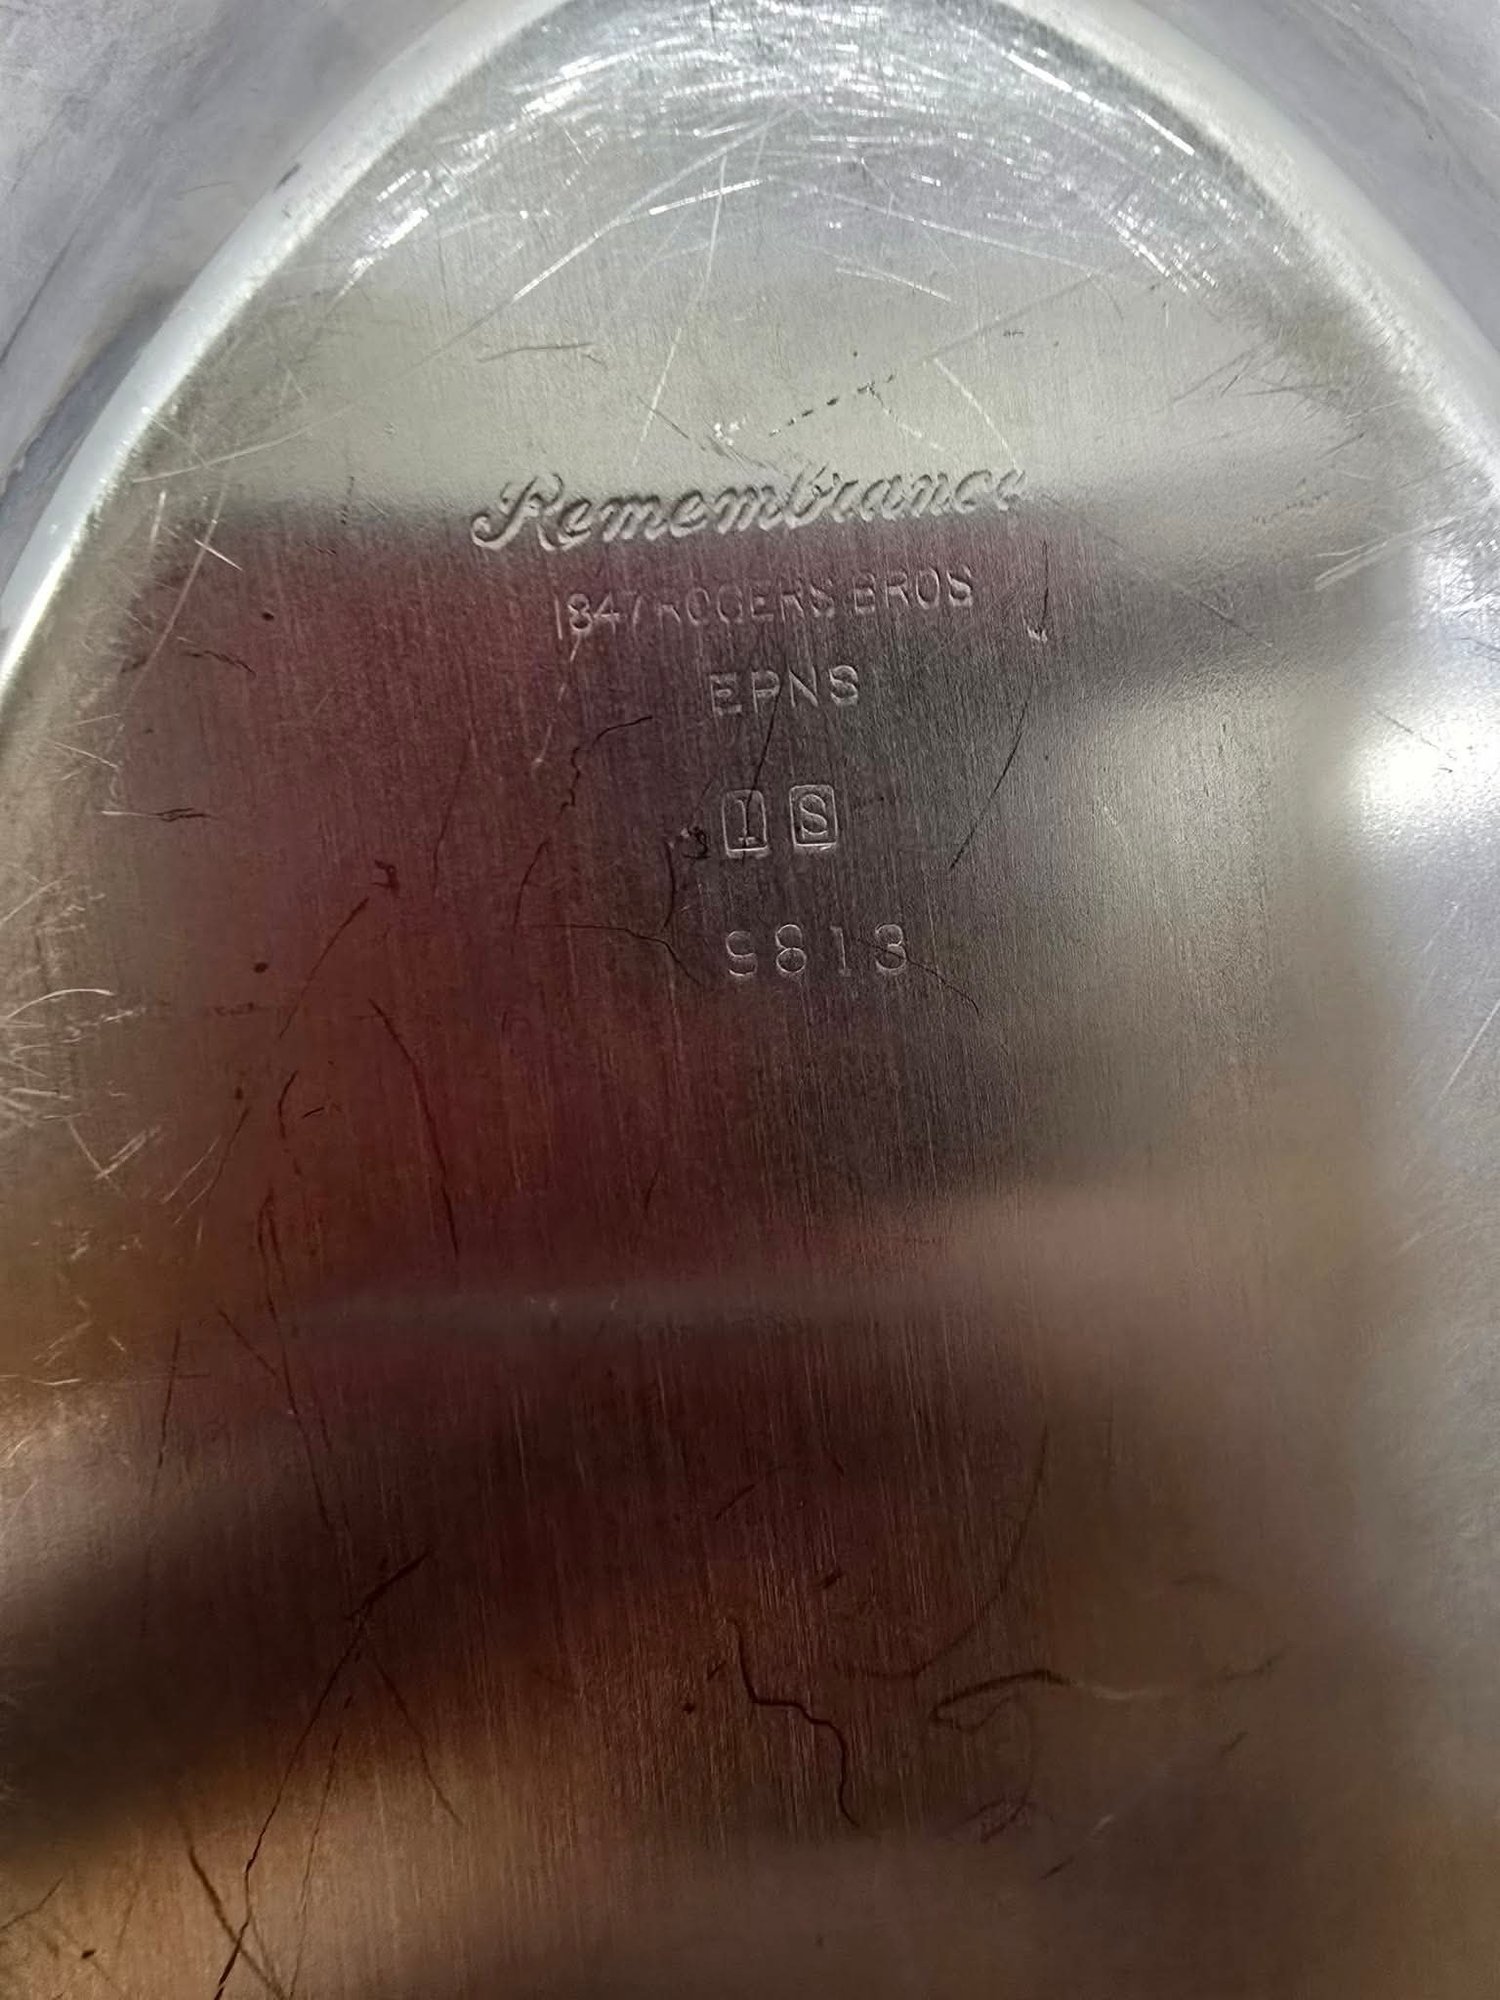 Remembrance
1847 ROGERS BROS
EPNS
I S
9813